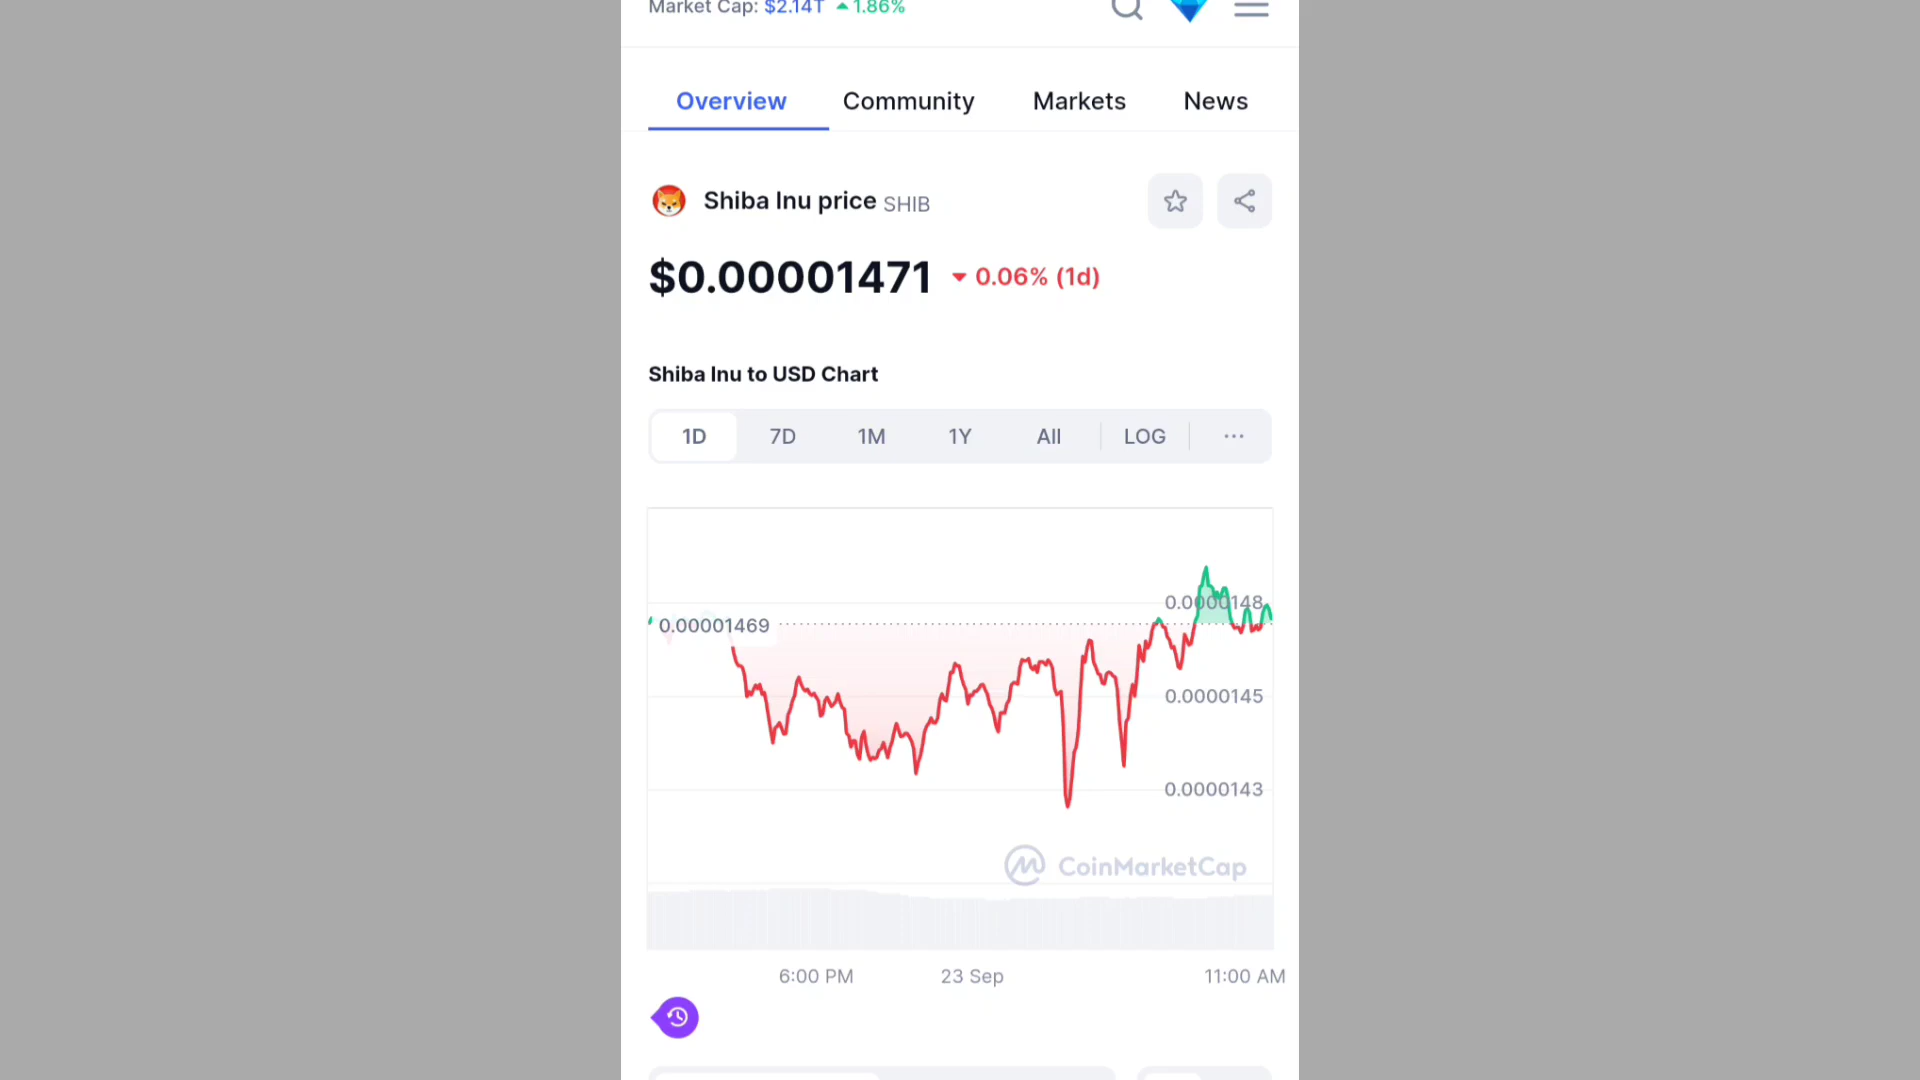 Market Cap: $2.14T 1.86%
Overview Community Markets News
Shiba Inu price SHIB
$0.00001471 0.06% (1d)
Shiba Inu to USD Chart
1D 7D 1M 1Y All LOG ...
0.0000148
0.00001469
0.0000145
0.0000143
CoinMarketCap
6:00 PM 23 Sep 11:00 AM